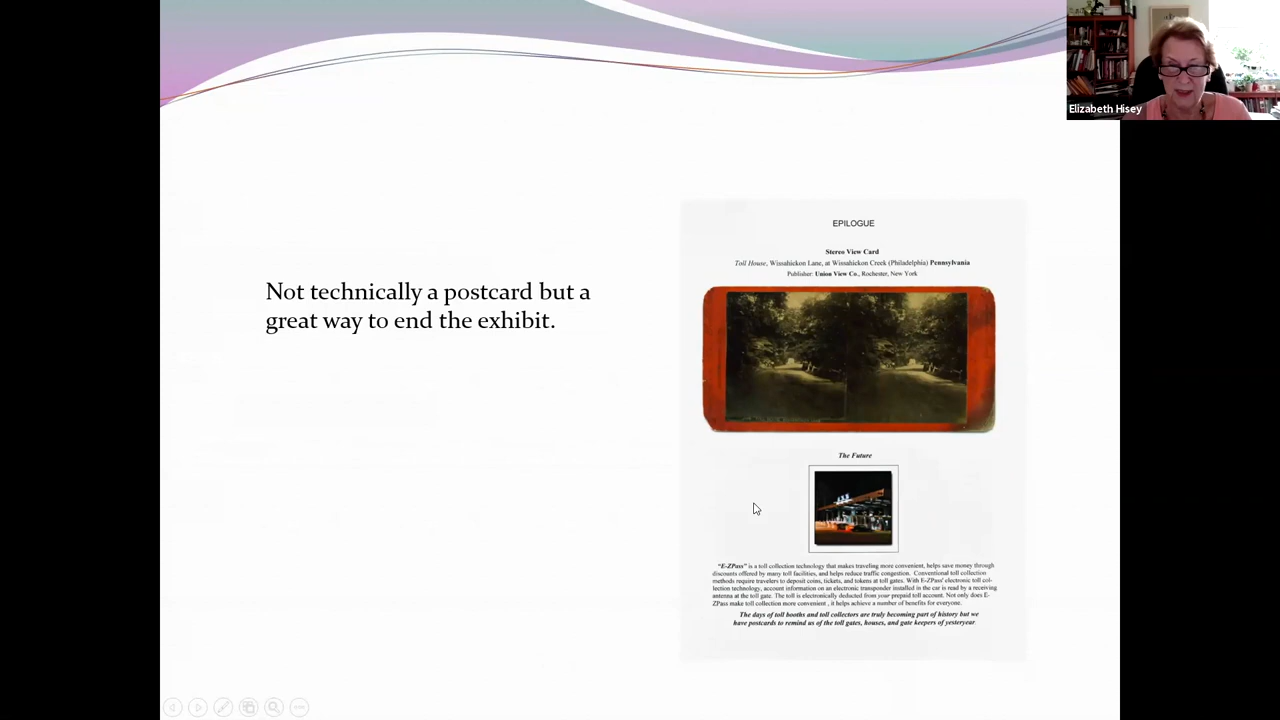 Elizabeth Hisey
Not technically a postcard but a
great way to end the exhibit.
EPILOGUE
Stereo View Card
Toll House, Wissahickon Lane, at Wissahickon Creek (Philadelphia) Pennsylvania
Publisher: Union View Co., Rochester, New York
The Future
"E-ZPass" is a toll collection technology that makes traveling more convenient, helps save money through
discounts offered by many toll facilities, and helps reduce traffic congestion. Conventional toll collection
methods require travelers to deposit coins, tickets, and tokens at toll gates. With E-ZPass' electronic toll col-
lection technology, account information on an electronic transponder installed in the car is read by a receiving
antenna at the toll gate. The toll is electronically deducted from your prepaid toll account. Not only does E-
ZPass make toll collection more convenient , it helps achieve a number of benefits for everyone.
The days of toll booths and toll collectors are truly becoming part of history but we
have postcards to remind us of the toll gates, houses, and gate keepers of yesteryear.